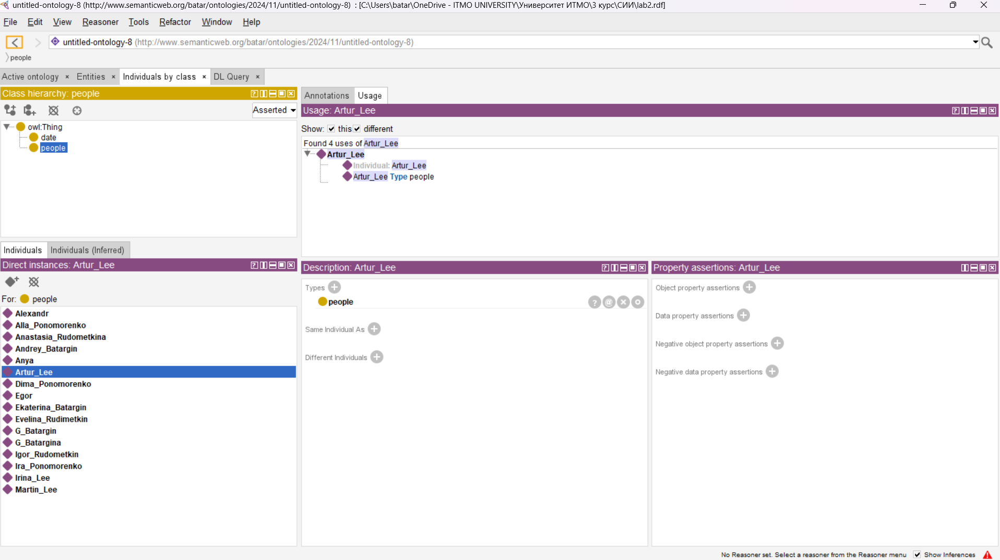 untitled-ontology-8 (http://www.semanticweb.org/batar/ontologies/2024/11/untitled-ontology-8)  : [C:\Users\batar\OneDrive - ITMO UNIVERSITY\Университет ИТМО\3 курс\СИИ\lab2.rdf]
File Edit View Reasoner Tools Refactor Window Help
untitled-ontology-8 (http://www.semanticweb.org/batar/ontologies/2024/11/untitled-ontology-8)
people
Active ontology × Entities × Individuals by class × DL Query ×
Class hierarchy: people
Asserted
owl:Thing
date
people
Annotations Usage
Usage: Artur_Lee
Show: this different
Found 4 uses of Artur_Lee
Artur_Lee
Individual: Artur_Lee
Artur_Lee Type people
Individuals Individuals (Inferred)
Direct instances: Artur_Lee
For: people
Alexandr
Alla_Ponomorenko
Anastasia_Rudometkina
Andrey_Batargin
Anya
Artur_Lee
Dima_Ponomorenko
Egor
Ekaterina_Batargin
Evelina_Rudimetkin
G_Batargin
G_Batargina
Igor_Rudometkin
Ira_Ponomorenko
Irina_Lee
Martin_Lee
Description: Artur_Lee
Types
people
Same Individual As
Different Individuals
Property assertions: Artur_Lee
Object property assertions
Data property assertions
Negative object property assertions
Negative data property assertions
No Reasoner set. Select a reasoner from the Reasoner menu Show Inferences